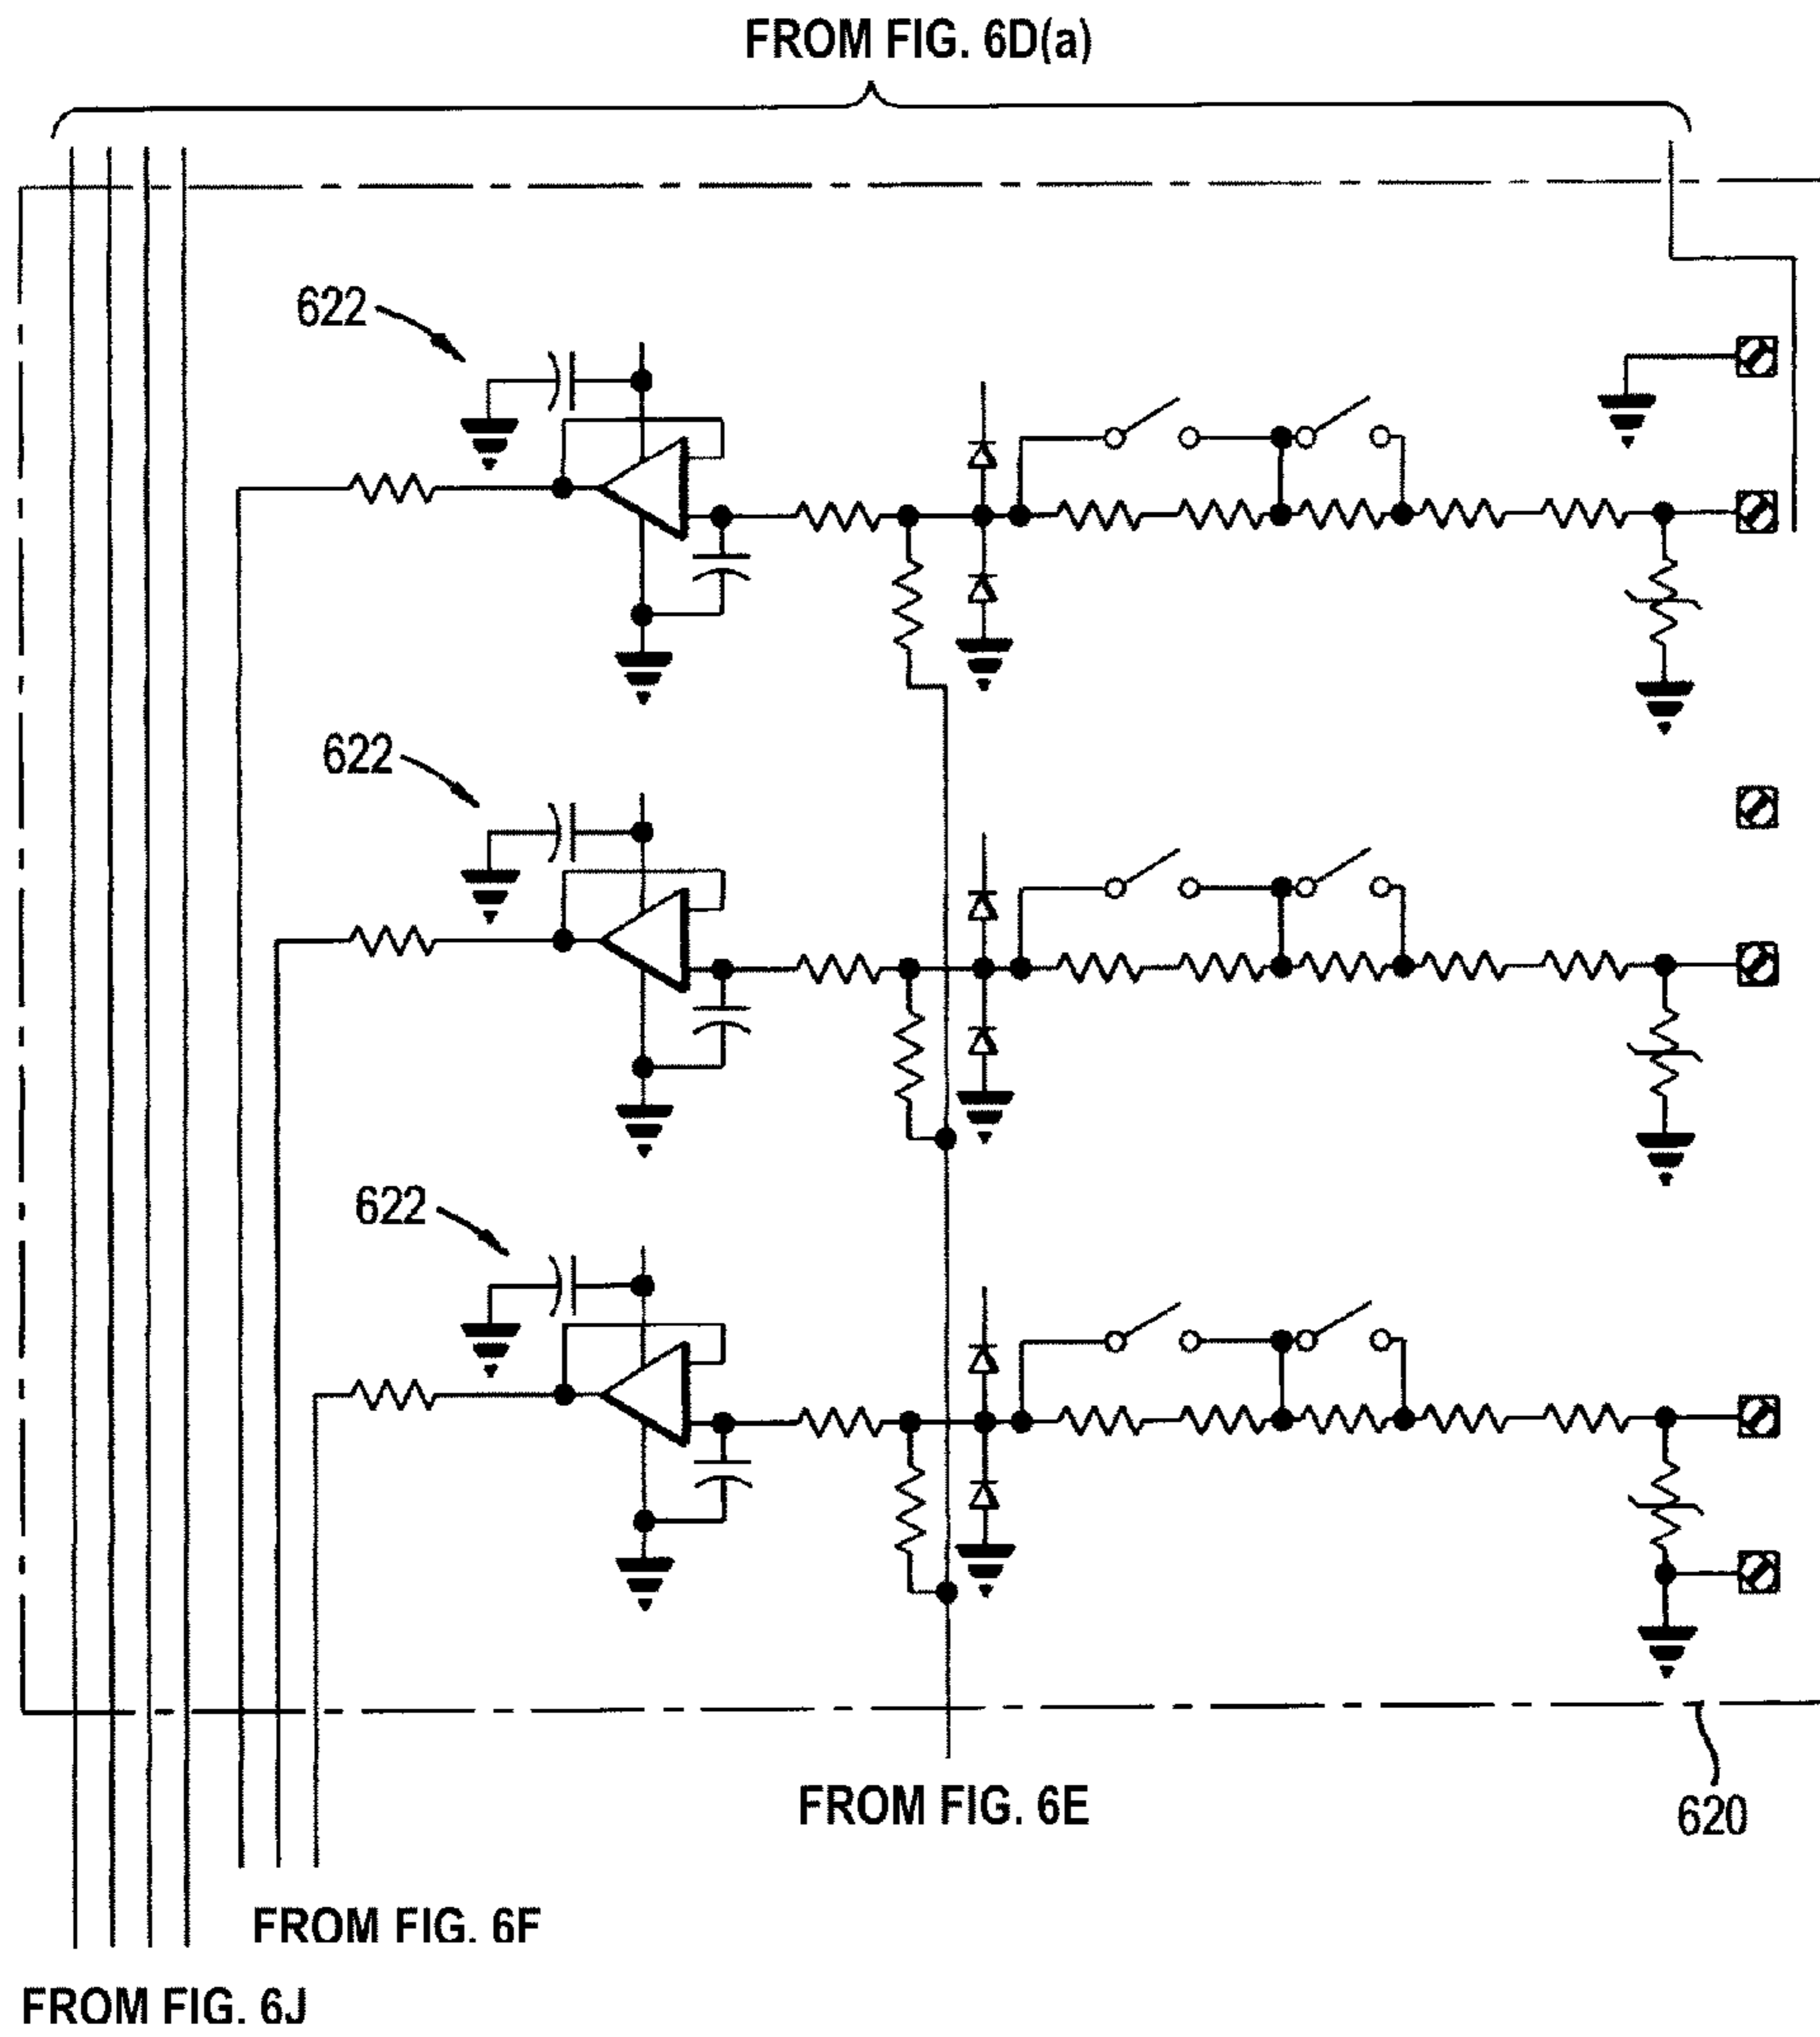 FROM FIG. 6D(a)
622
622
622
FROM FIG. 6E
620
FROM FIG. 6F
FROM FIG. 6J